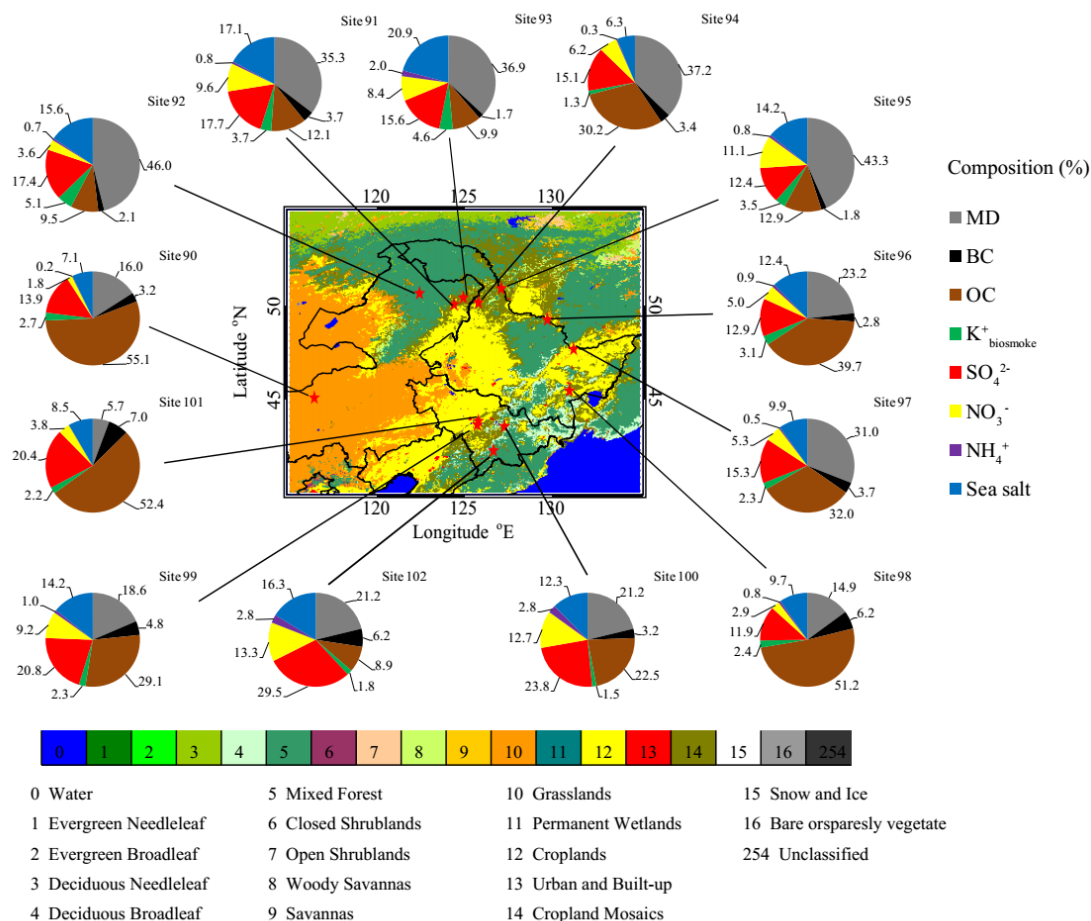 Site 91
17.1
35.3
0.8
9.6
17.7
3.7
12.1
3.7
Site 93
20.9
36.9
2.0
8.4
15.6
4.6
9.9
1.7
Site 94
0.3
6.3
6.2
37.2
15.1
1.3
30.2
3.4
Site 92
15.6
0.7
3.6
46.0
17.4
5.1
9.5
2.1
Site 95
14.2
0.8
11.1
43.3
12.4
3.5
12.9
1.8
Site 90
7.1
0.2
1.8
16.0
13.9
3.2
2.7
55.1
Site 96
12.4
0.9
23.2
5.0
2.8
12.9
3.1
39.7
Site 101
8.5
5.7
3.8
7.0
20.4
2.2
52.4
Site 97
9.9
0.5
31.0
5.3
15.3
3.7
2.3
32.0
Site 99
14.2
18.6
1.0
9.2
4.8
20.8
2.3
29.1
Site 102
16.3
21.2
2.8
6.2
13.3
8.9
29.5
1.8
Site 100
12.3
21.2
2.8
3.2
12.7
22.5
23.8
1.5
Site 98
9.7
14.9
0.8
6.2
2.9
11.9
2.4
51.2
120 125 130
50 50
45 45
120 125 130
Latitude °N
Longitude °E
Composition (%)
MD
BC
OC
K⁺biosmoke
SO₄²⁻
NO₃⁻
NH₄⁺
Sea salt
0 1 2 3 4 5 6 7 8 9 10 11 12 13 14 15 16 254
0 Water
1 Evergreen Needleleaf
2 Evergreen Broadleaf
3 Deciduous Needleleaf
4 Deciduous Broadleaf
5 Mixed Forest
6 Closed Shrublands
7 Open Shrublands
8 Woody Savannas
9 Savannas
10 Grasslands
11 Permanent Wetlands
12 Croplands
13 Urban and Built-up
14 Cropland Mosaics
15 Snow and Ice
16 Bare orsparesly vegetate
254 Unclassified